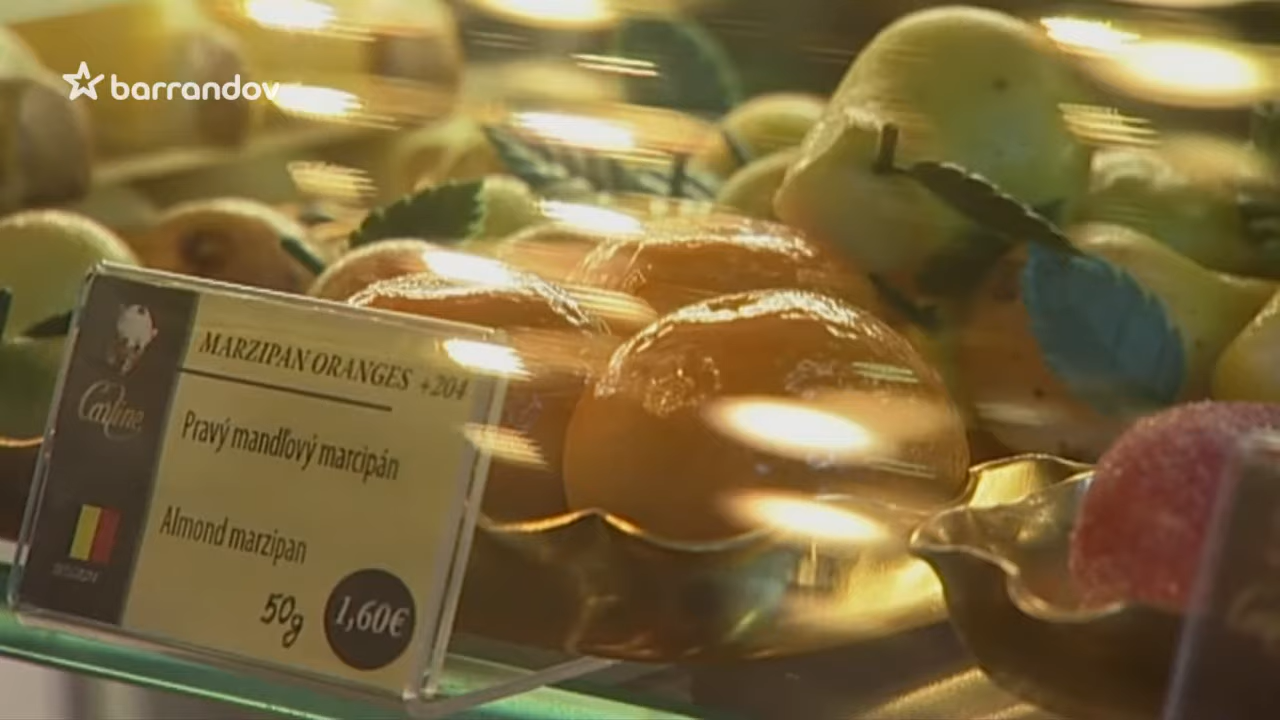 barrandov
MARZIPAN ORANGES +204
Carline
Pravý mandľový marcipán
Almond marzipan
50g
1,60€